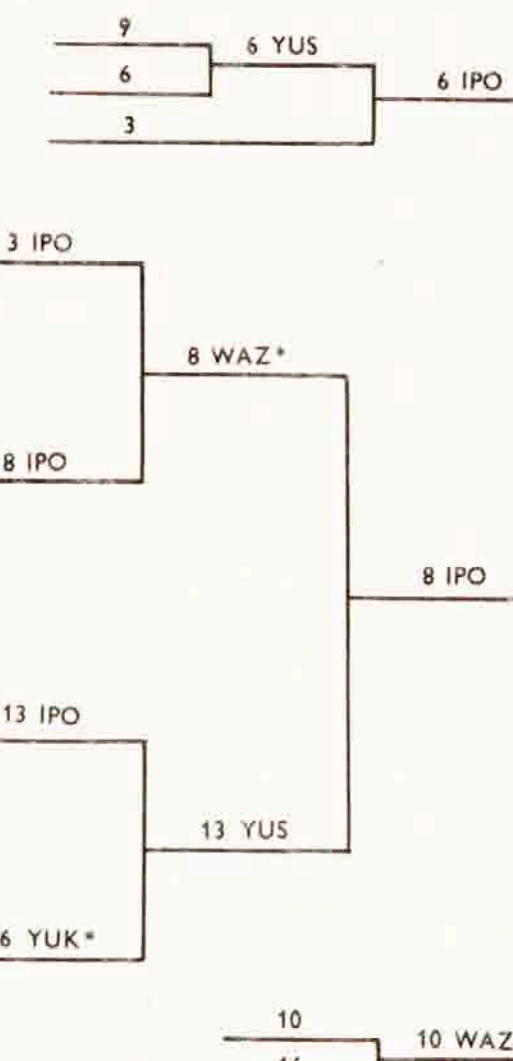 9
6 YUS
6
6 IPO
3
3 IPO
8 WAZ*
8 IPO
8 IPO
13 IPO
13 YUS
6 YUK*
10
10 WAZ